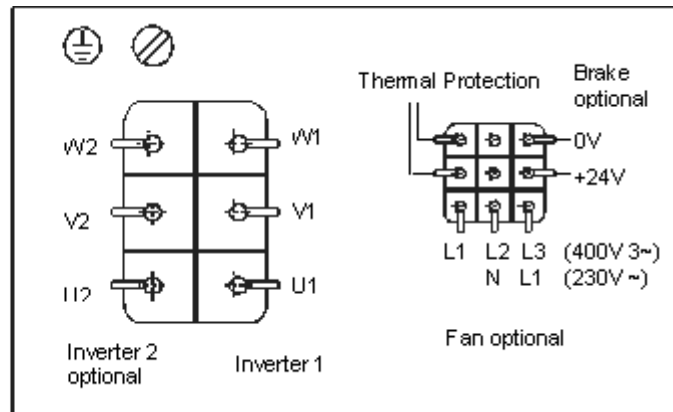 Thermal Protection
Brake
optional
W2
W1
0V
+24V
V2
V1
L1 L2 L3 (400V 3~)
N L1 (230V ~)
U2
U1
Fan optional
Inverter 2
optional
Inverter 1